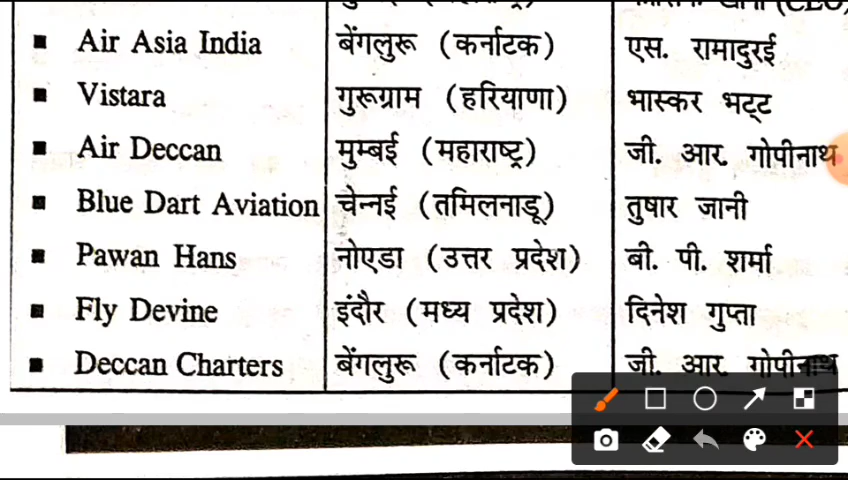 (CEO)
▪ Air Asia India बेंगलुरू (कर्नाटक) एस. रामादुरई
▪ Vistara गुरूग्राम (हरियाणा) भास्कर भट्ट
▪ Air Deccan मुम्बई (महाराष्ट्र) जी. आर. गोपीनाथ
▪ Blue Dart Aviation चेन्नई (तमिलनाडू) तुषार जानी
▪ Pawan Hans नोएडा (उत्तर प्रदेश) बी. पी. शर्मा
▪ Fly Devine इंदौर (मध्य प्रदेश) दिनेश गुप्ता
▪ Deccan Charters बेंगलुरू (कर्नाटक) जी. आर. गोपीनाथ